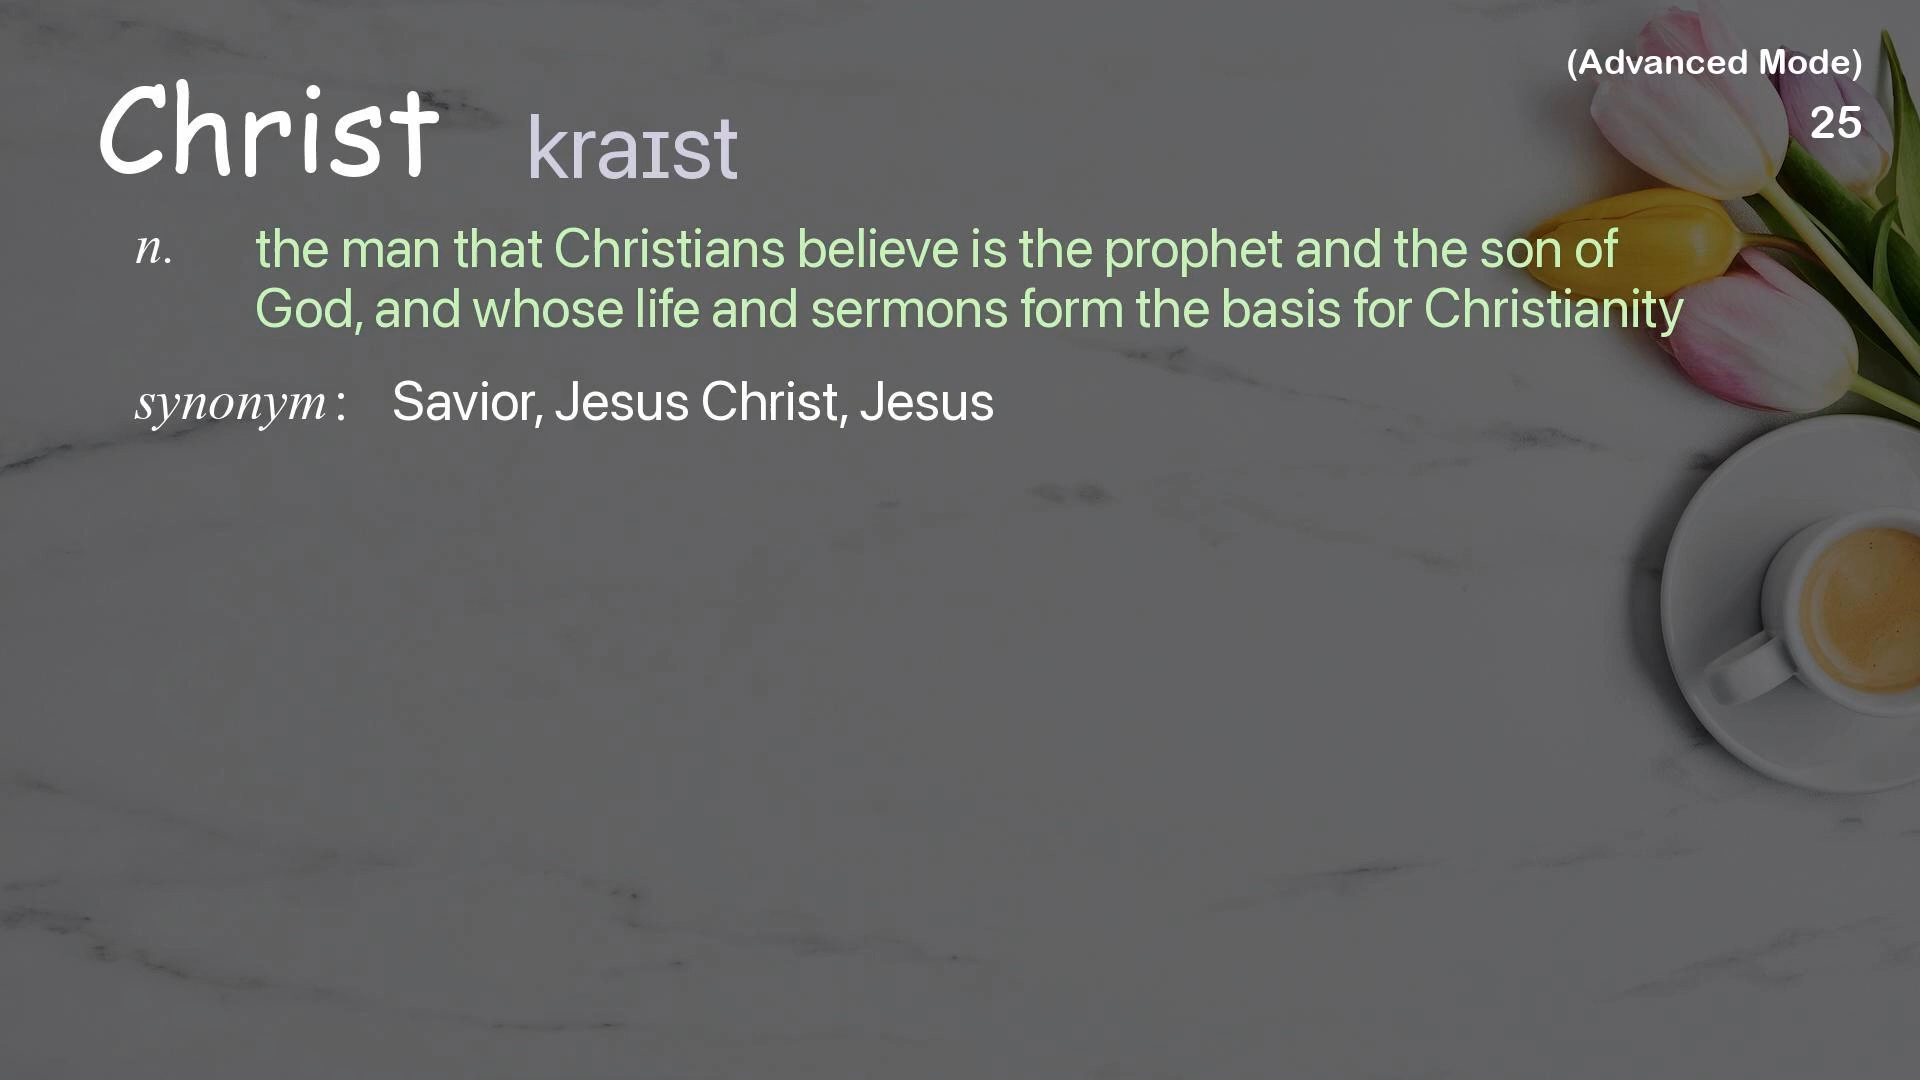 (Advanced Mode)
25
Christ kraɪst
n. the man that Christians believe is the prophet and the son of
God, and whose life and sermons form the basis for Christianity
synonym: Savior, Jesus Christ, Jesus